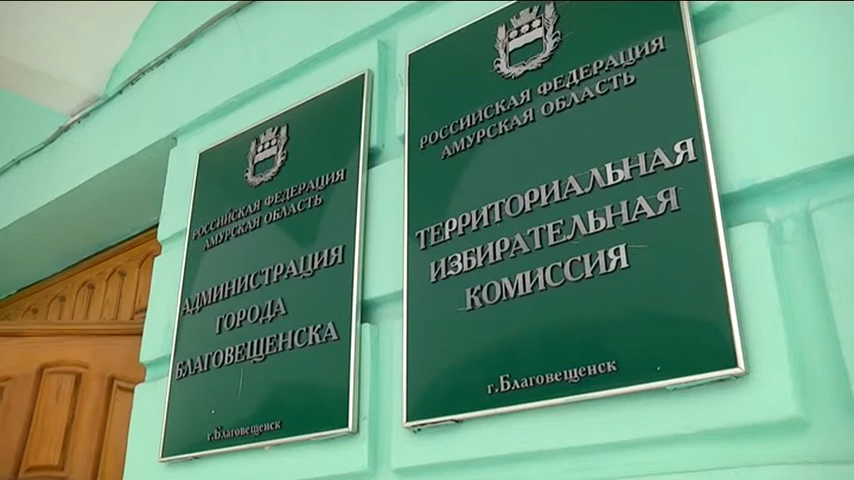 РОССИЙСКАЯ ФЕДЕРАЦИЯ
АМУРСКАЯ ОБЛАСТЬ
АДМИНИСТРАЦИЯ
ГОРОДА
БЛАГОВЕЩЕНСКА
г.Благовещенск
РОССИЙСКАЯ ФЕДЕРАЦИЯ
АМУРСКАЯ ОБЛАСТЬ
ТЕРРИТОРИАЛЬНАЯ
ИЗБИРАТЕЛЬНАЯ
КОМИССИЯ
г.Благовещенск